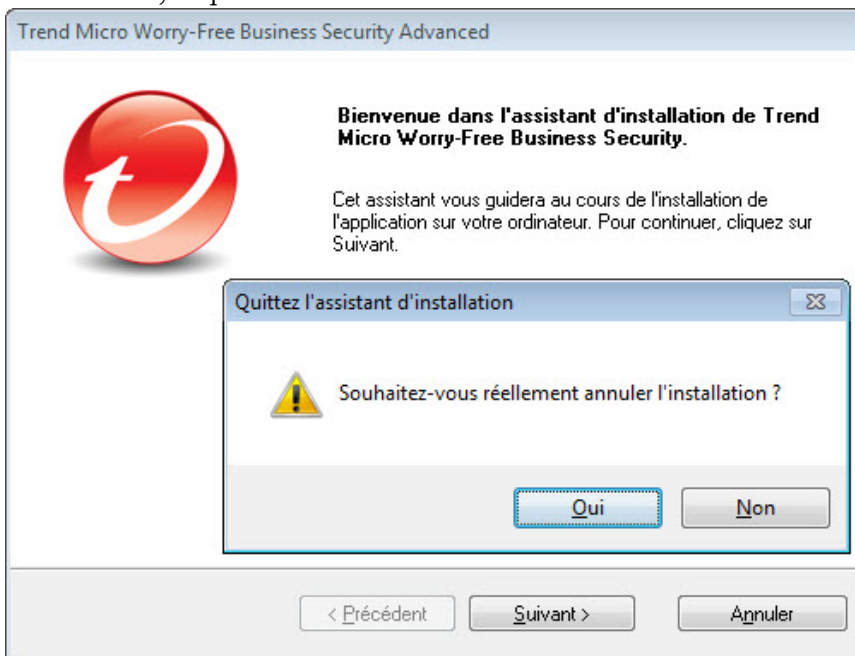 Trend Micro Worry-Free Business Security Advanced
Bienvenue dans l'assistant d'installation de Trend
Micro Worry-Free Business Security.
Cet assistant vous guidera au cours de l'installation de
l'application sur votre ordinateur. Pour continuer, cliquez sur
Suivant.
Quittez l'assistant d'installation
Souhaitez-vous réellement annuler l'installation ?
Oui
Non
< Précédent
Suivant >
Annuler